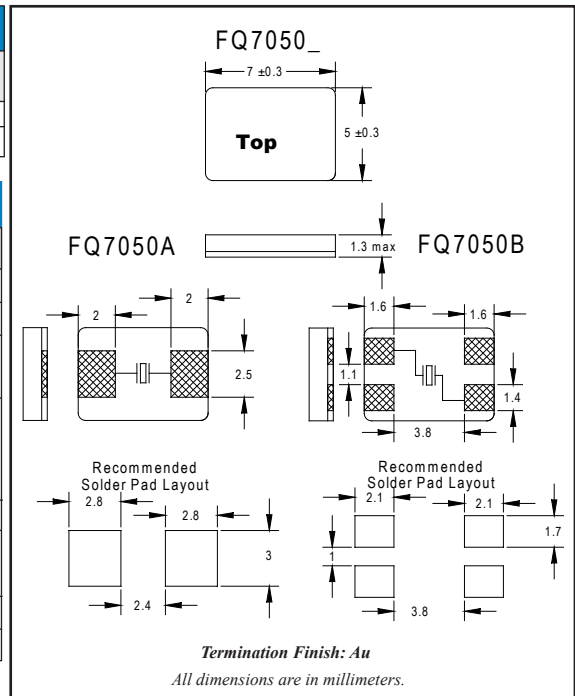 FQ7050_
7 ±0.3
5 ±0.3
Top
1.3 max
FQ7050A
FQ7050B
2
2
2.5
1.6
1.6
1.1
1.4
3.8
Recommended
Solder Pad Layout
2.8
2.8
3
2.4
Recommended
Solder Pad Layout
2.1
2.1
1.7
1
3.8
Termination Finish: Au
All dimensions are in millimeters.